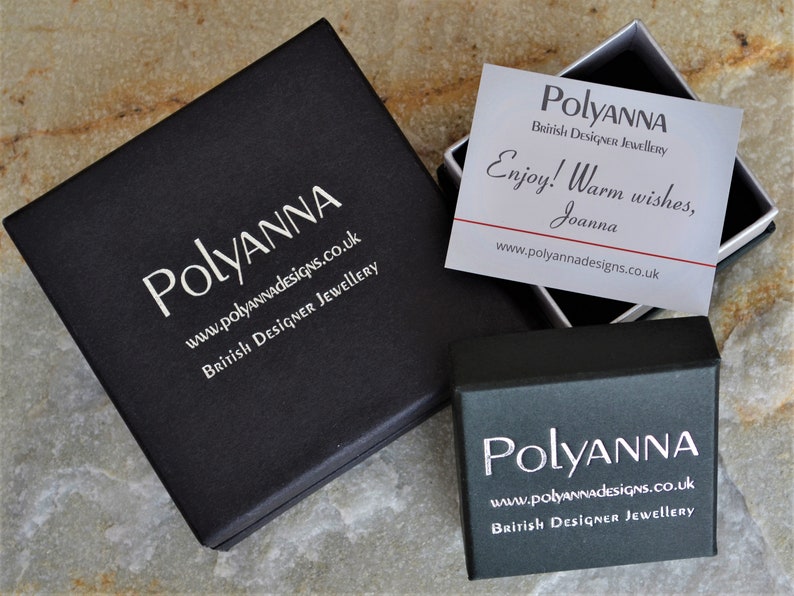 Polyanna
www.polyannadesigns.co.uk
British Designer Jewellery
Polyanna
British Designer Jewellery
Enjoy! Warm wishes,
Joanna
www.polyannadesigns.co.uk
Polyanna
www.polyannadesigns.co.uk
British Designer Jewellery